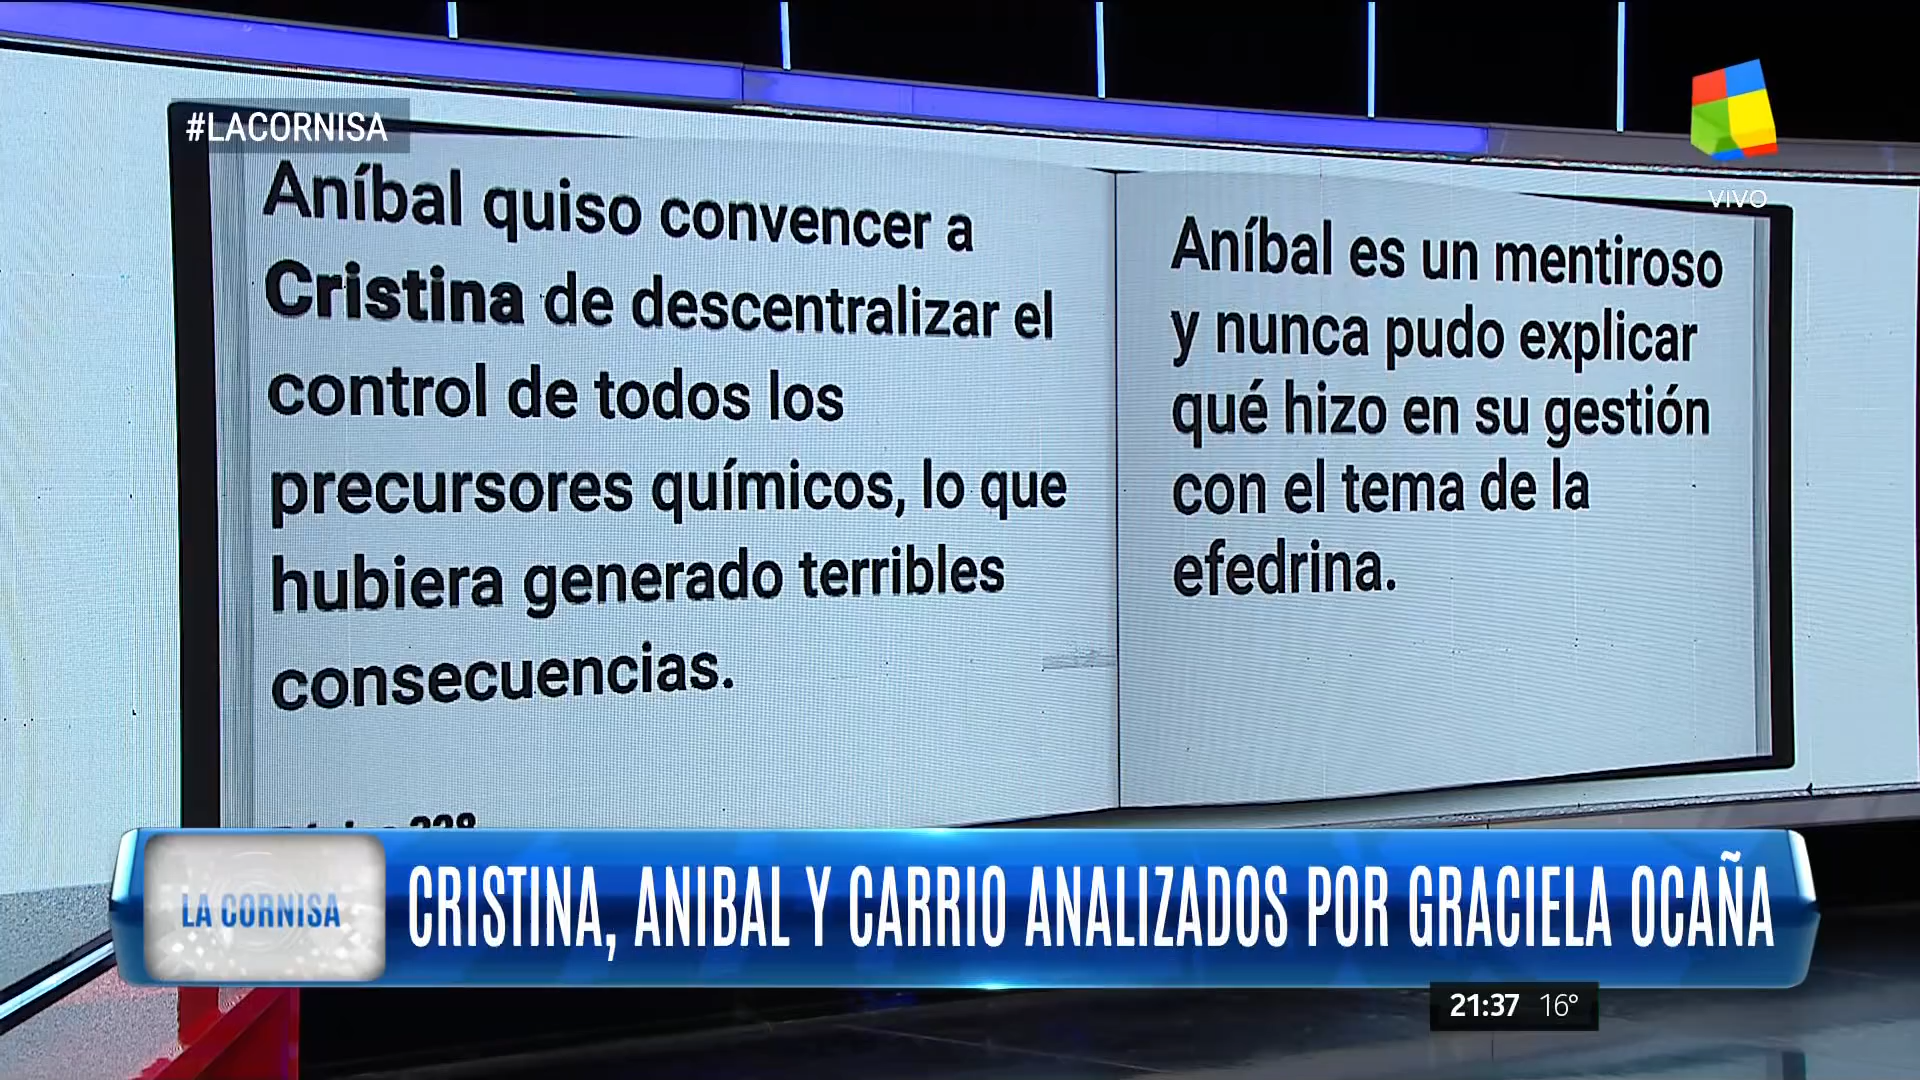 #LACORNISA
VIVO
Aníbal quiso convencer a
Cristina de descentralizar el
control de todos los
precursores químicos, lo que
hubiera generado terribles
consecuencias.
Aníbal es un mentiroso
y nunca pudo explicar
qué hizo en su gestión
con el tema de la
efedrina.
LA CORNISA
CRISTINA, ANIBAL Y CARRIO ANALIZADOS POR GRACIELA OCAÑA
21:37 16°